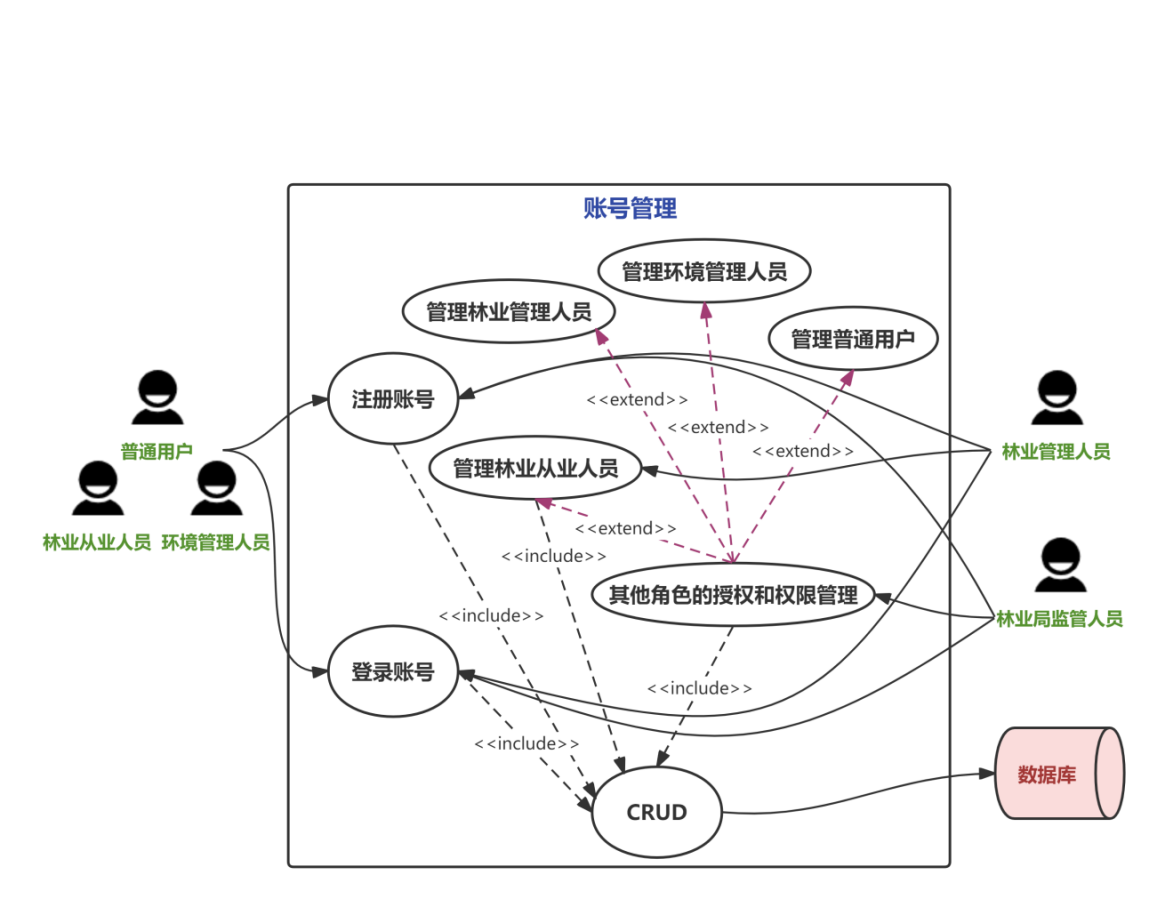 账号管理
管理环境管理人员
管理林业管理人员
管理普通用户
注册账号
<<extend>>
<<extend>>
<<extend>>
普通用户
林业管理人员
管理林业从业人员
<<extend>>
林业从业人员
环境管理人员
<<include>>
其他角色的授权和权限管理
<<include>>
林业局监管人员
登录账号
<<include>>
<<include>>
数据库
CRUD